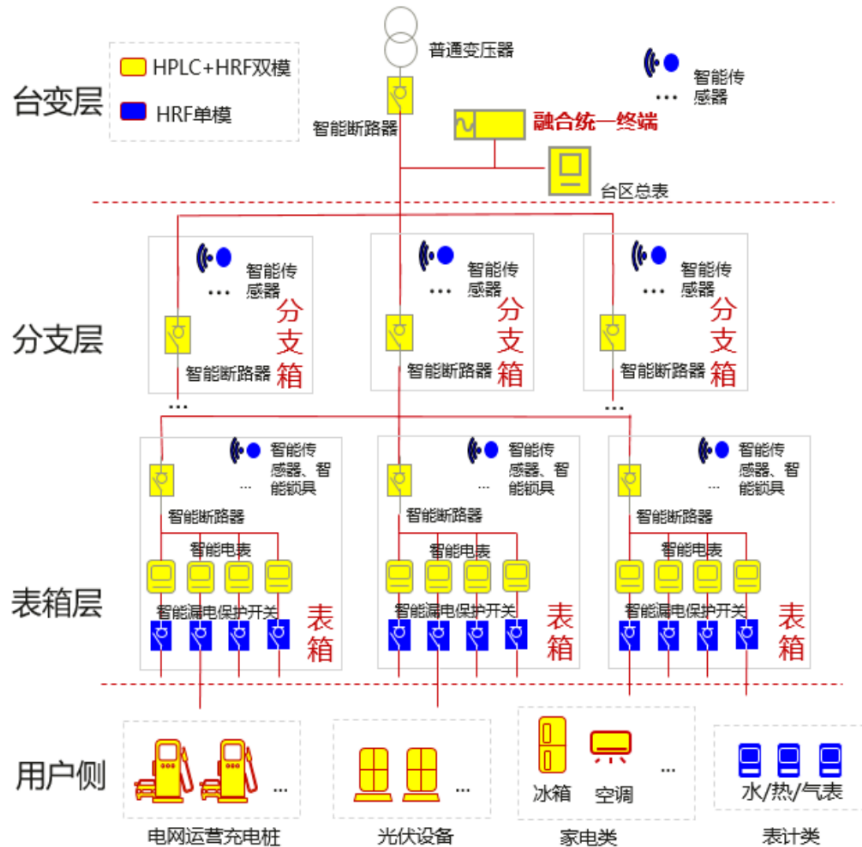 台变层
HPLC+HRF双模
HRF单模
普通变压器
智能断路器
融合统一终端
台区总表
智能传
感器
...
分支层
智能传
感器
...
分支箱
智能断路器
...
智能传
感器
...
分支箱
智能断路器
智能传
感器
...
分支箱
智能断路器
...
表箱层
智能传
感器、智
能锁具
...
智能断路器
智能电表
智能漏电保护开关
表箱
智能传
感器、智
能锁具
...
智能断路器
智能电表
智能漏电保护开关
表箱
智能传
感器、智
能锁具
...
智能断路器
智能电表
智能漏电保护开关
表箱
用户侧
...
电网运营充电桩
...
光伏设备
冰箱
空调
...
家电类
水/热/气表
表计类